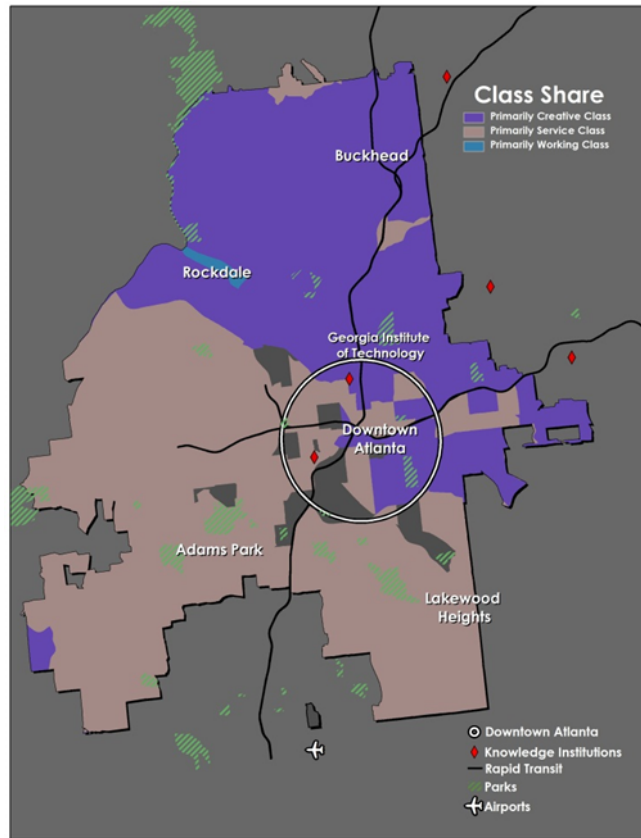 Class Share
Primarily Creative Class
Primarily Service Class
Primarily Working Class
Buckhead
Rockdale
Georgia Institute
of Technology
Downtown
Atlanta
Adams Park
Lakewood
Heights
Downtown Atlanta
Knowledge Institutions
Rapid Transit
Parks
Airports